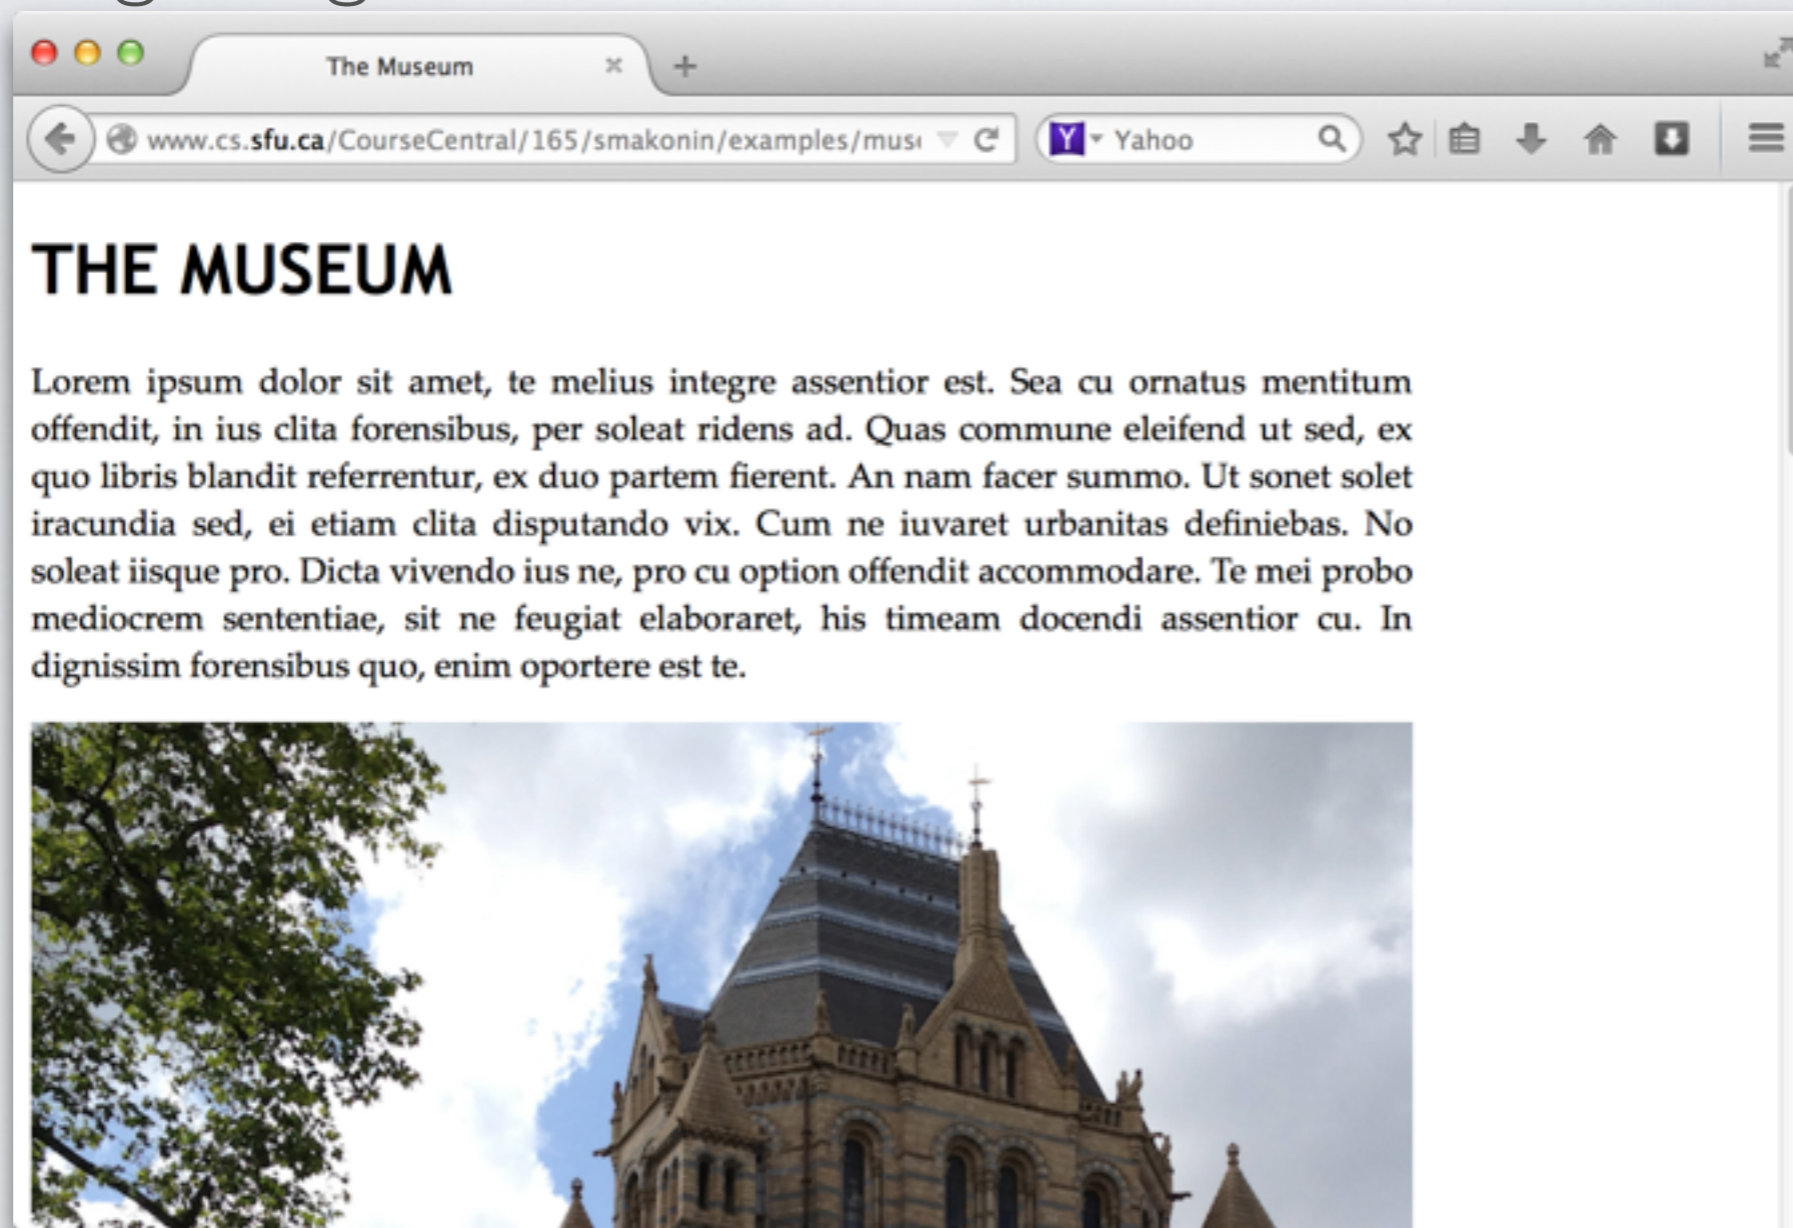 The Museum
www.cs.sfu.ca/CourseCentral/165/smakonin/examples/mus
Yahoo
THE MUSEUM
Lorem ipsum dolor sit amet, te melius integre assentior est. Sea cu ornatus mentitum
offendit, in ius clita forensibus, per soleat ridens ad. Quas commune eleifend ut sed, ex
quo libris blandit referrentur, ex duo partem fierent. An nam facer summo. Ut sonet solet
iracundia sed, ei etiam clita disputando vix. Cum ne iuvaret urbanitas definiebas. No
soleat iisque pro. Dicta vivendo ius ne, pro cu option offendit accommodare. Te mei probo
mediocrem sententiae, sit ne feugiat elaboraret, his timeam docendi assentior cu. In
dignissim forensibus quo, enim oportere est te.